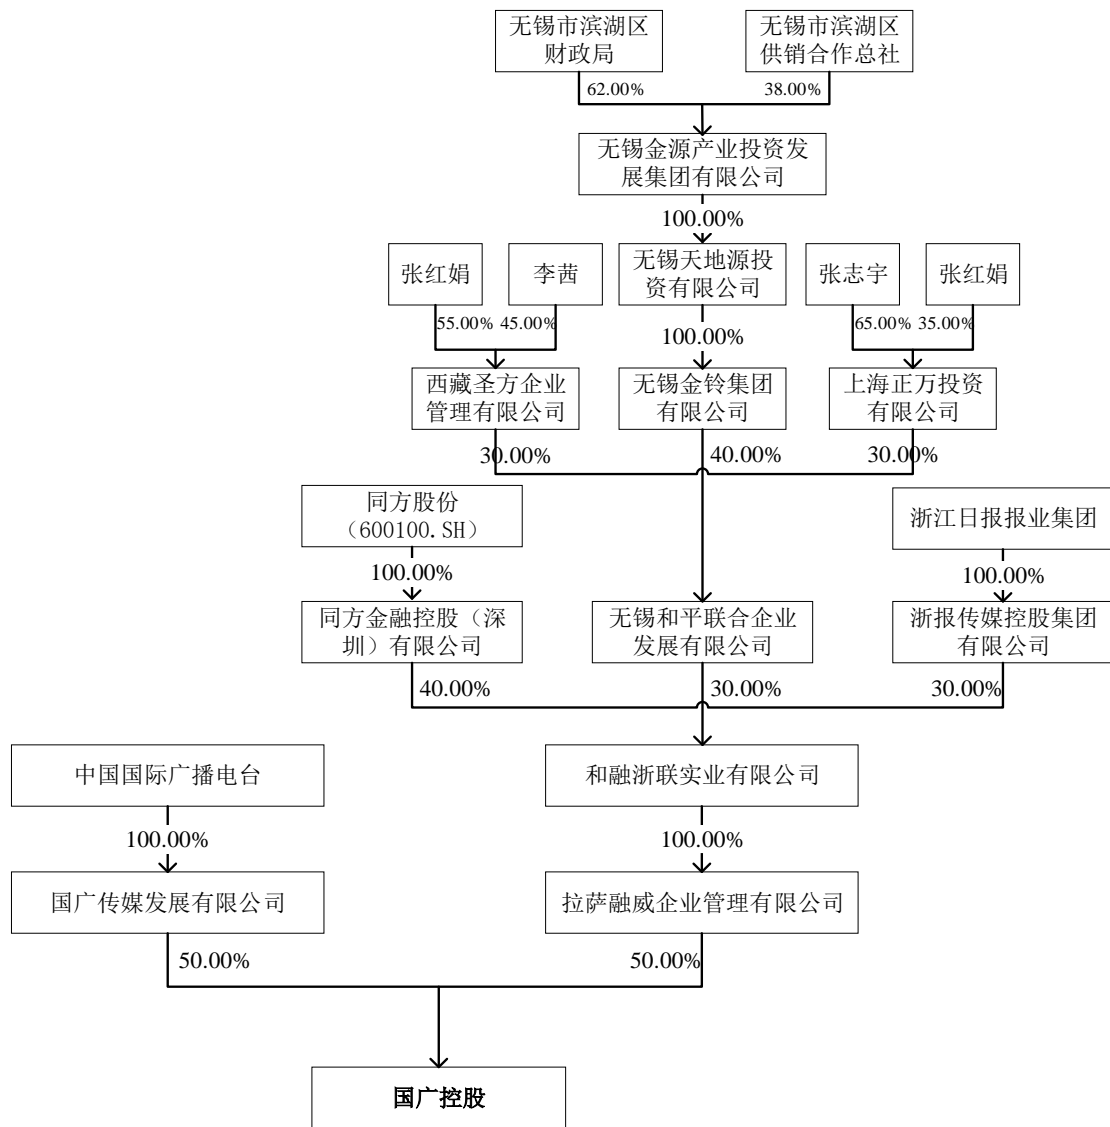 无锡市滨湖区
财政局
无锡市滨湖区
供销合作总社
62.00%
38.00%
无锡金源产业投资发
展集团有限公司
100.00%
张红娟
李茜
无锡天地源投
资有限公司
张志宇
张红娟
55.00%
45.00%
100.00%
65.00%
35.00%
西藏圣方企业
管理有限公司
无锡金铃集团
有限公司
上海正万投资
有限公司
30.00%
40.00%
30.00%
同方股份
（600100.SH）
浙江日报报业集团
100.00%
100.00%
同方金融控股（深
圳）有限公司
无锡和平联合企业
发展有限公司
浙报传媒控股集团
有限公司
40.00%
30.00%
30.00%
中国国际广播电台
和融浙联实业有限公司
100.00%
100.00%
国广传媒发展有限公司
拉萨融威企业管理有限公司
50.00%
50.00%
国广控股